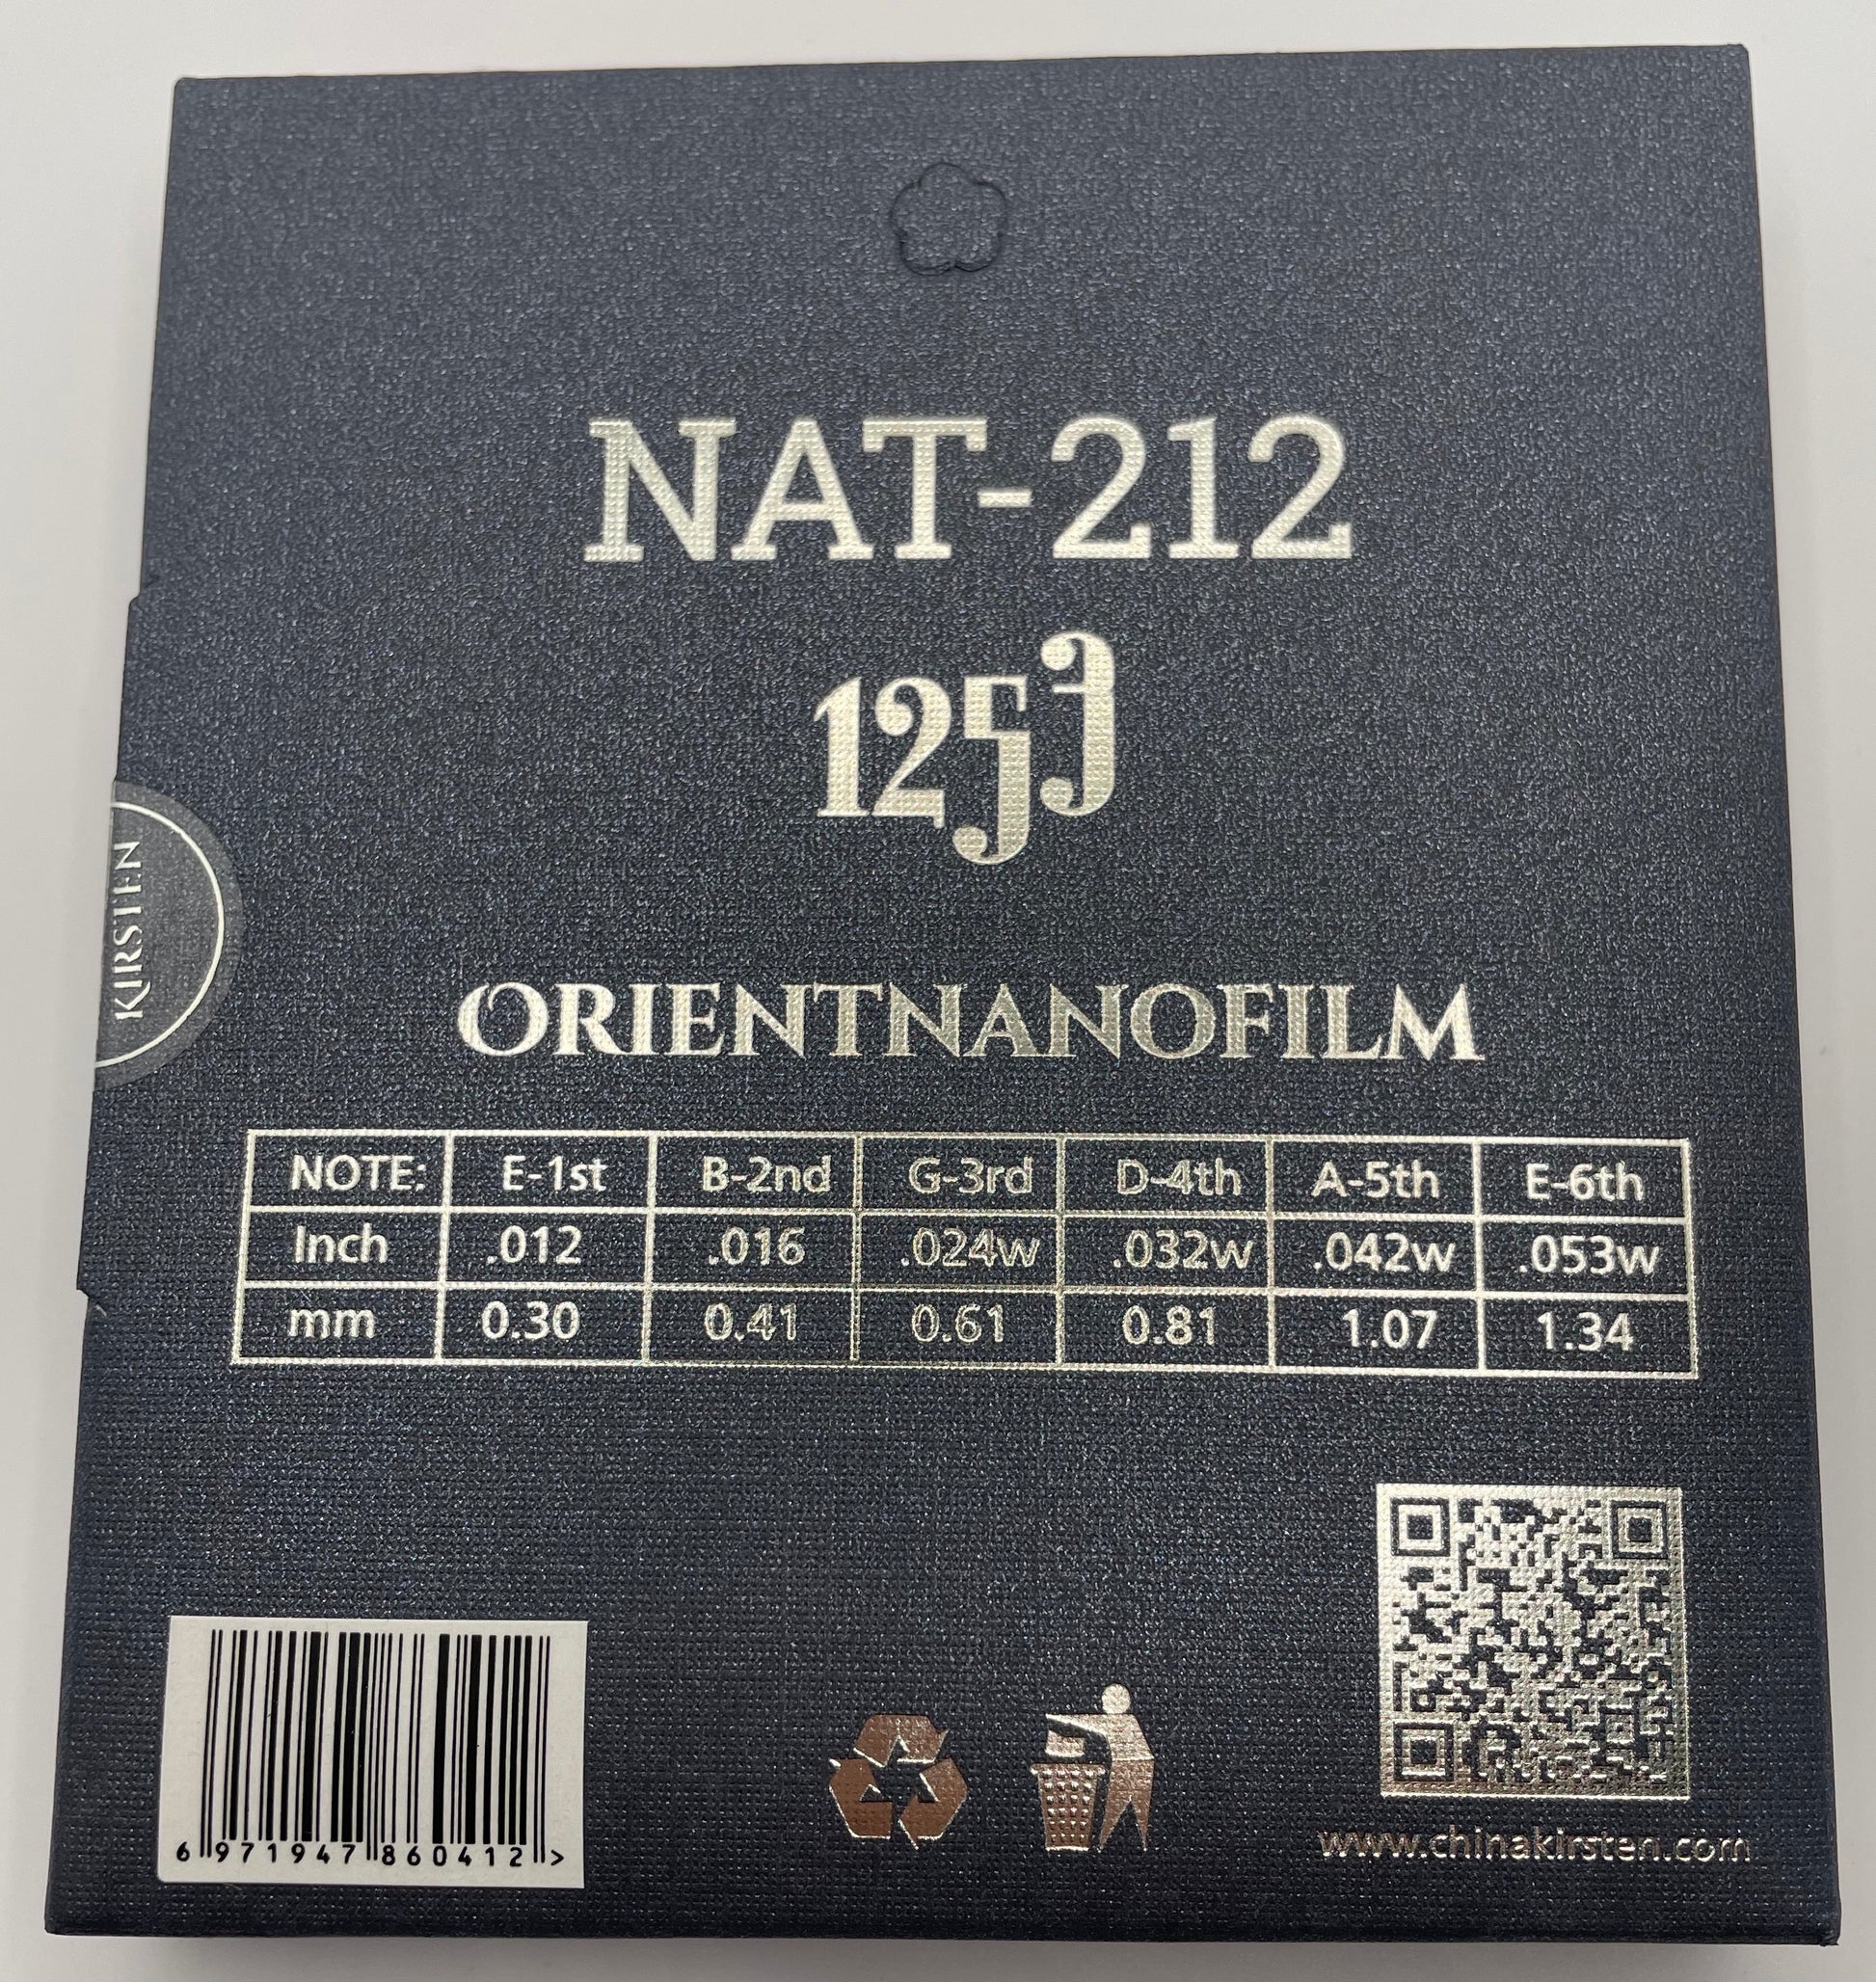 NAT-212
1253
ORIENTNANOFILM
KIRSTEN
NOTE: E-1st B-2nd G-3rd D-4th A-5th E-6th
Inch .012 .016 .024w .032w .042w .053w
mm 0.30 0.41 0.61 0.81 1.07 1.34
6 971947 860412 >
www.chinakirsten.com